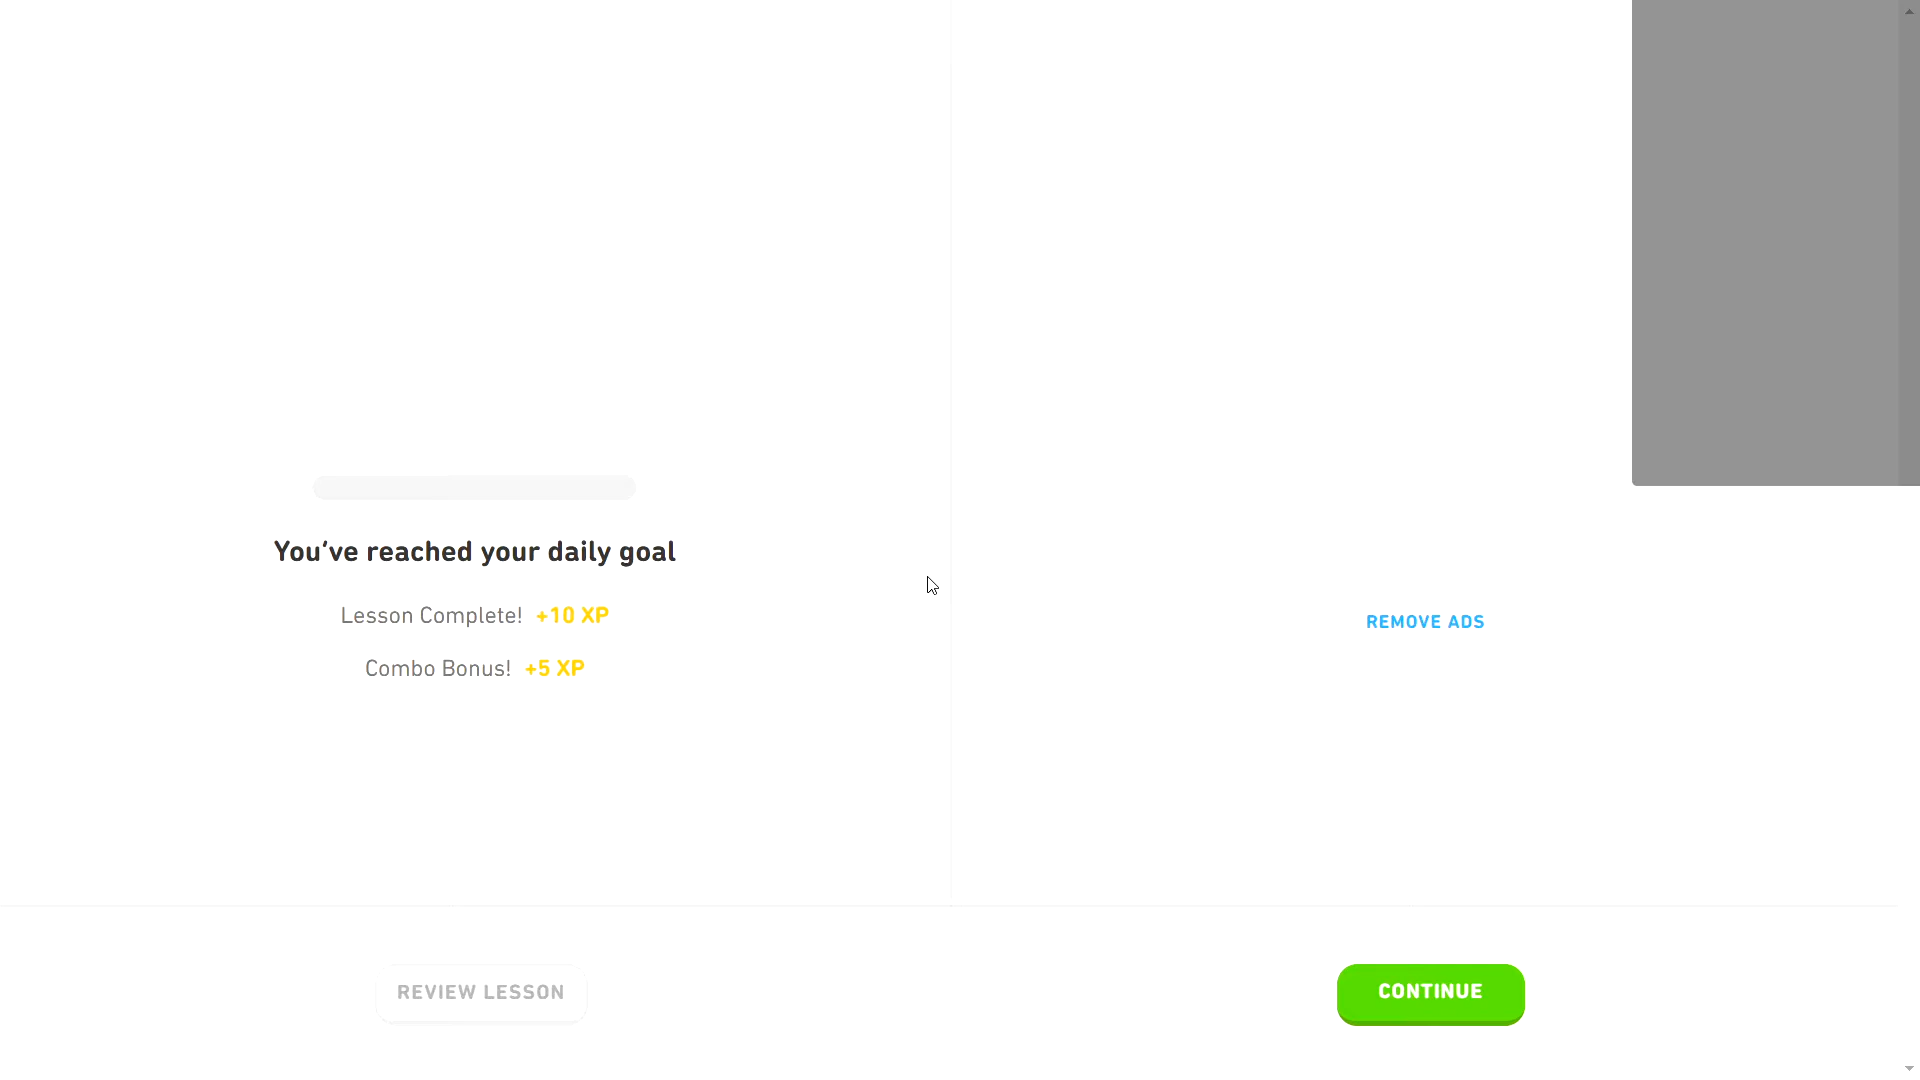 You've reached your daily goal
Lesson Complete! +10 XP
Combo Bonus! +5 XP
REMOVE ADS
REVIEW LESSON
CONTINUE